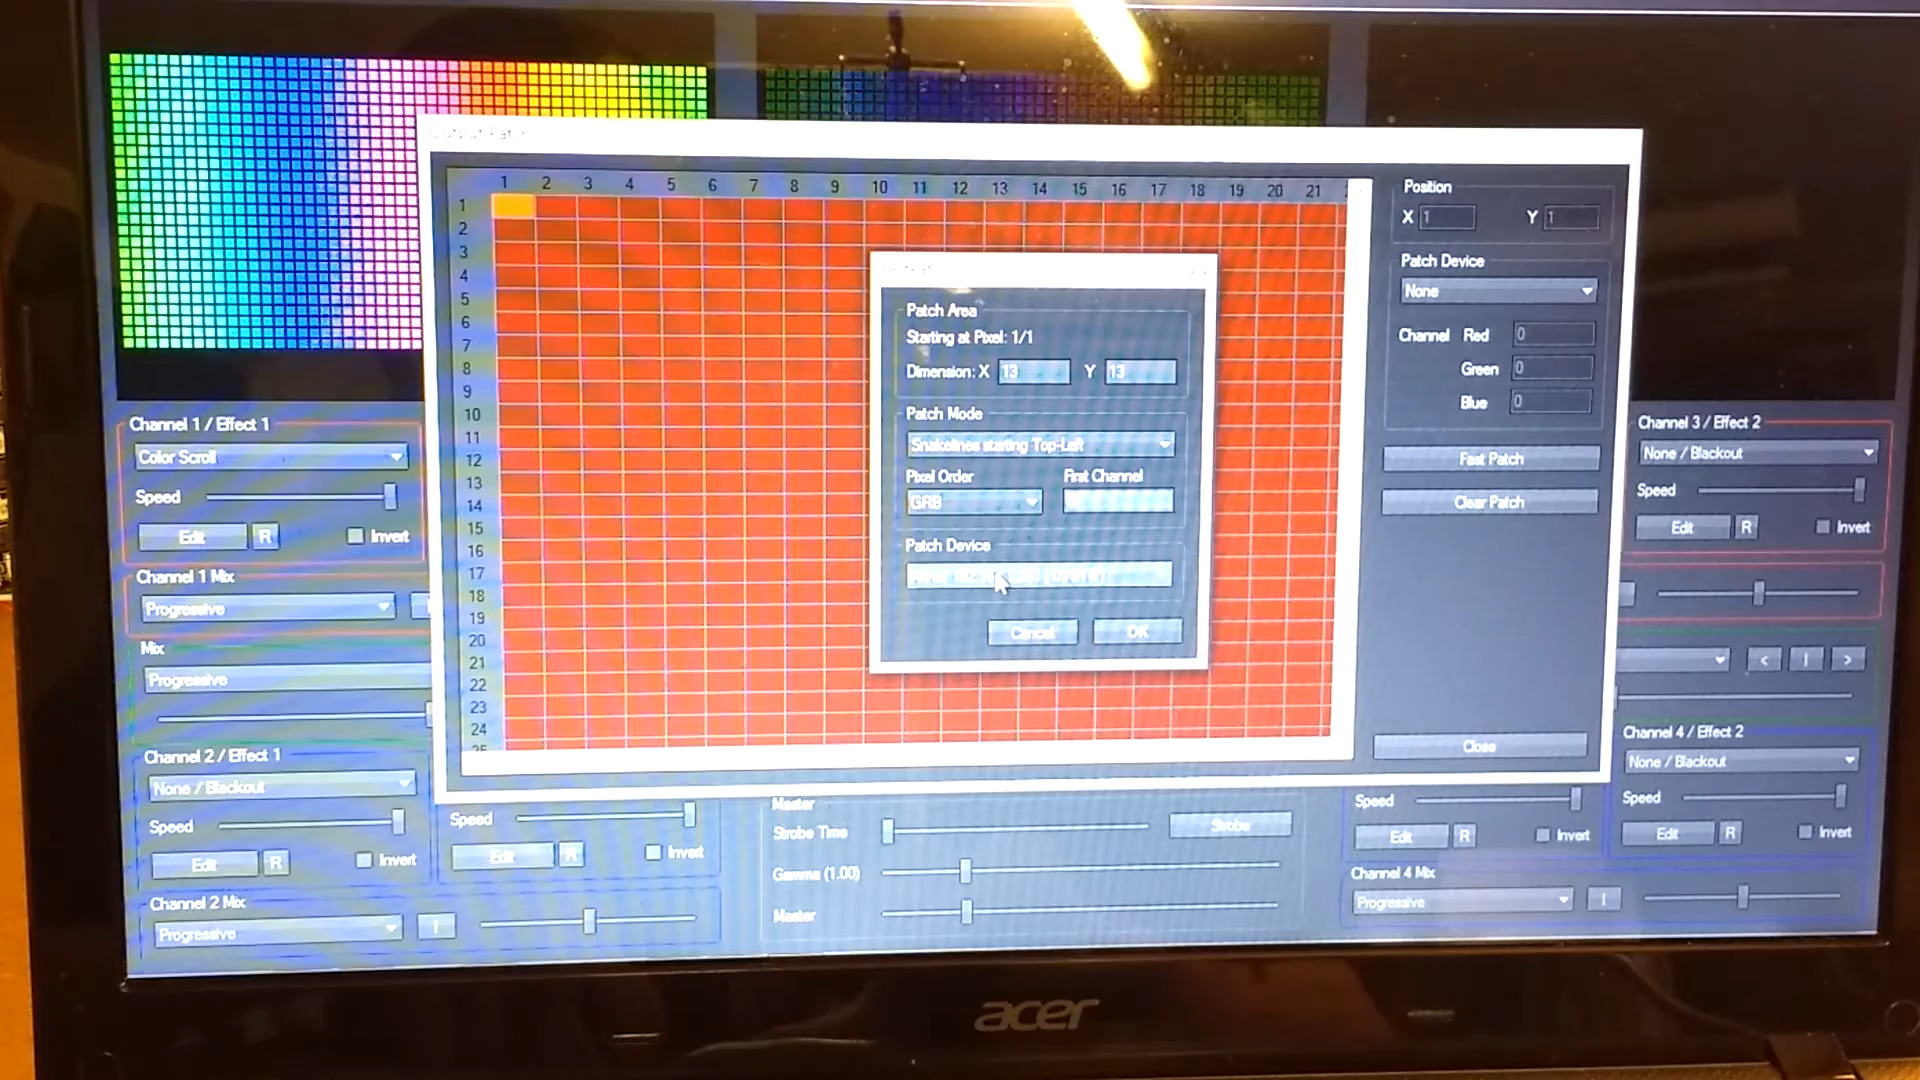 Output Patch
1 2 3 4 5 6 7 8 9 10 11 12 13 14 15 16 17 18 19 20 21
1
2
3
4
5
6
7
8
9
10
11
12
13
14
15
16
17
18
19
20
21
22
23
24
25
Position
X 1 Y 1
Patch Device
None
Channel Red 0
Green 0
Blue 0
Fast Patch
Clear Patch
Close
Patch Area
Starting at Pixel: 1/1
Dimension: X 13 Y 13
Patch Mode
Snakelines starting Top-Left
Pixel Order First Channel
GRB
Patch Device
Cancel OK
Channel 1 / Effect 1
Color Scroll
Speed
Edit R Invert
Channel 1 Mix
Progressive
Mix
Progressive
Channel 2 / Effect 1
None / Blackout
Speed
Edit R Invert
Channel 2 Mix
Progressive I
Speed
Edit R Invert
Master
Strobe Time Strobe
Gamma (1.00)
Master
Channel 3 / Effect 2
None / Blackout
Speed
Edit R Invert
< I >
Channel 4 / Effect 2
None / Blackout
Speed
Edit R Invert
Speed
Edit R Invert
Channel 4 Mix
Progressive I
acer